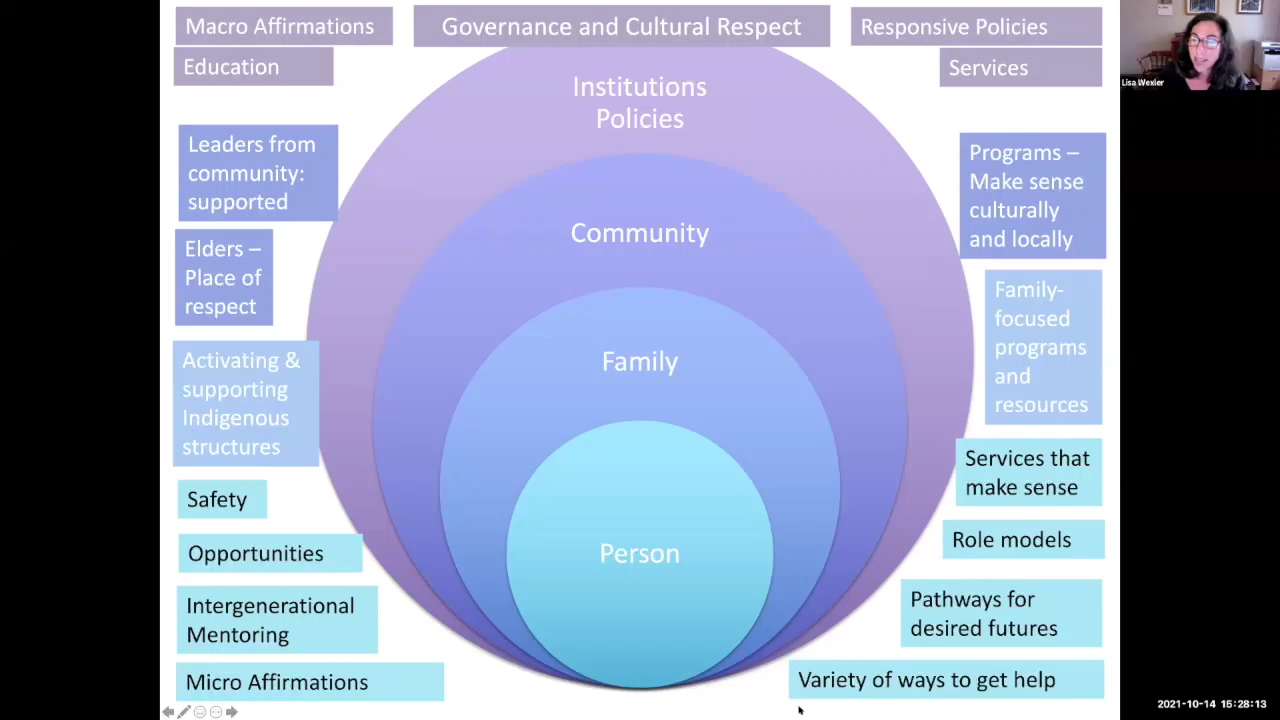 Macro Affirmations
Governance and Cultural Respect
Responsive Policies
Education
Services
Institutions
Policies
Leaders from
community:
supported
Programs –
Make sense
culturally
and locally
Community
Elders –
Place of
respect
Family-
focused
programs
and
resources
Activating &
supporting
Indigenous
structures
Family
Services that
make sense
Safety
Role models
Opportunities
Person
Intergenerational
Mentoring
Pathways for
desired futures
Micro Affirmations
Variety of ways to get help
Lisa Wexler
2021-10-14 15:28:13